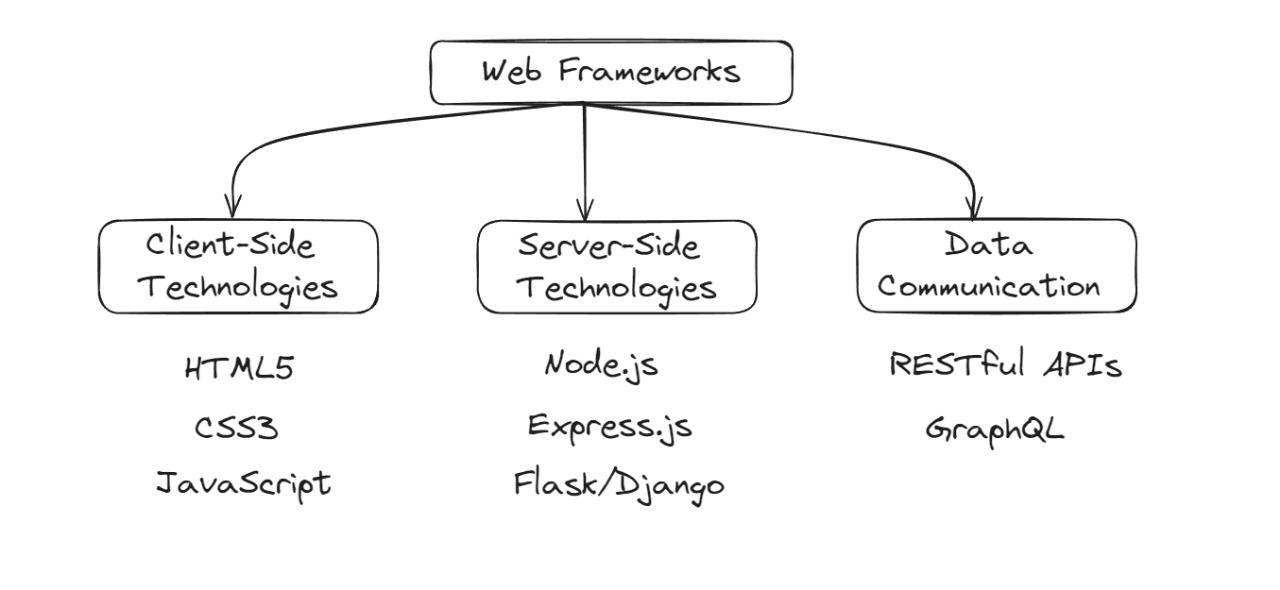 Web Frameworks
Client-Side
Technologies
HTML5
CSS3
JavaScript
Server-Side
Technologies
Node.js
Express.js
Flask/Django
Data
Communication
RESTful APIs
GraphQL